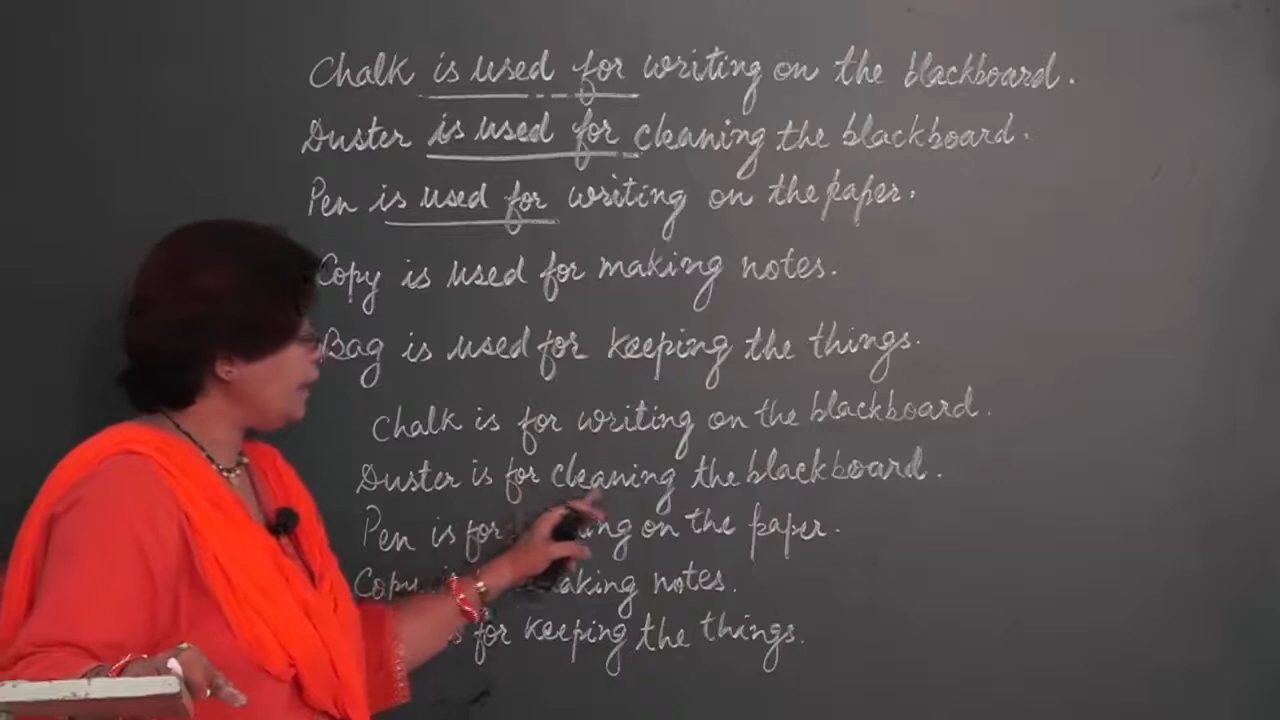 Chalk is used for writing on the blackboard.
Duster is used for cleaning the blackboard.
Pen is used for writing on the paper.
Copy is used for making notes.
Bag is used for keeping the things.
Chalk is for writing on the blackboard.
Duster is for cleaning the blackboard.
Pen is for on the paper.
Copy notes.
for keeping the things.